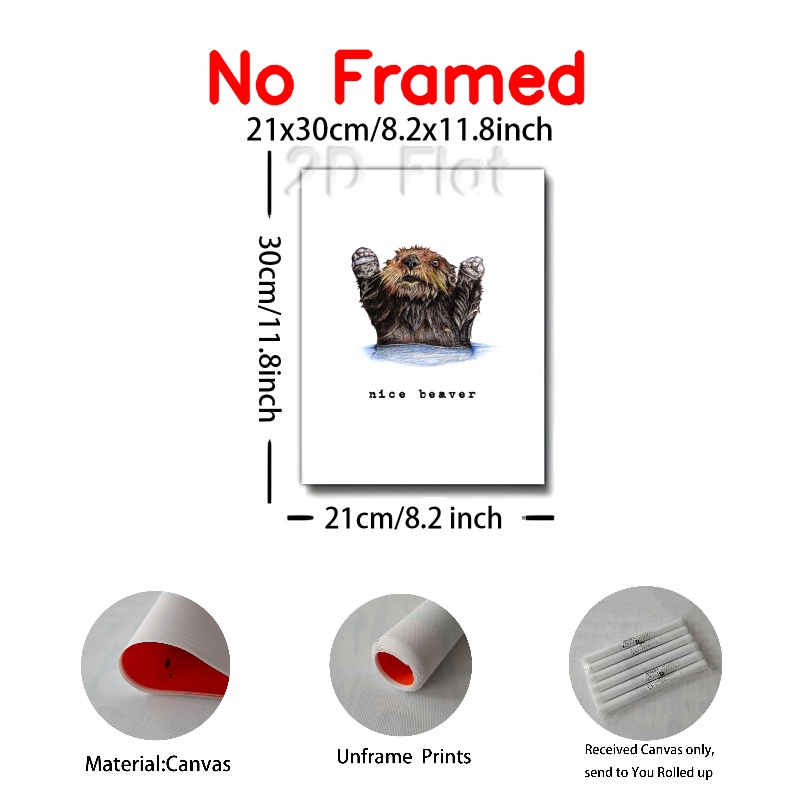 No Framed
21x30cm/8.2x11.8inch
2D Flat
30cm/11.8inch
nice beaver
21cm/8.2 inch
Material:Canvas
Unframe Prints
Received Canvas only,
send to You Rolled up